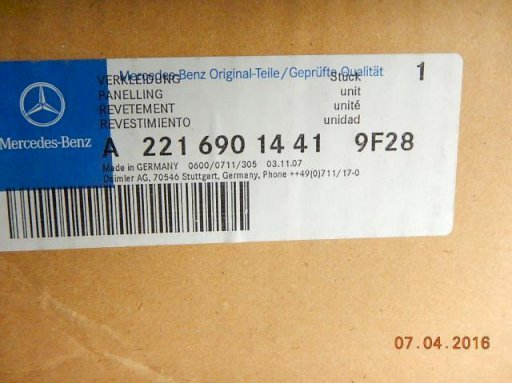 Mercedes-Benz Original-Teile/Geprüfte Qualität
VERKLEIDUNG Stück 1
PANELLING unit
REVETEMENT unité
REVESTIMIENTO unidad
Mercedes-Benz
A 221 690 14 41 9F28
Made in GERMANY 0600/0711/305 03.11.07
Daimler AG, 70546 Stuttgart, Germany, Phone ++49(0)711/17-0
07.04.2016